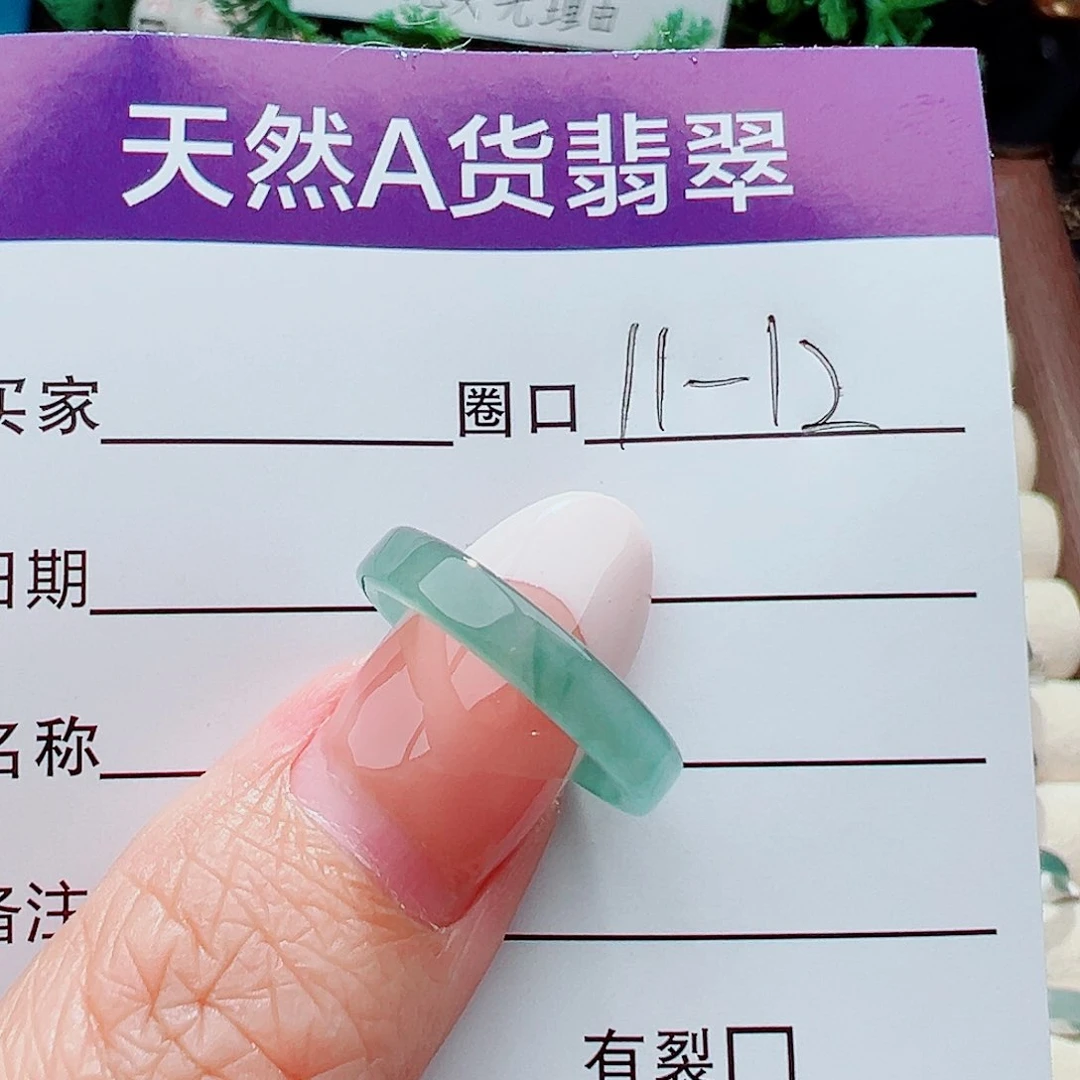 天然A货翡翠
买家 圈口 11-12
日期
名称
备注
有裂